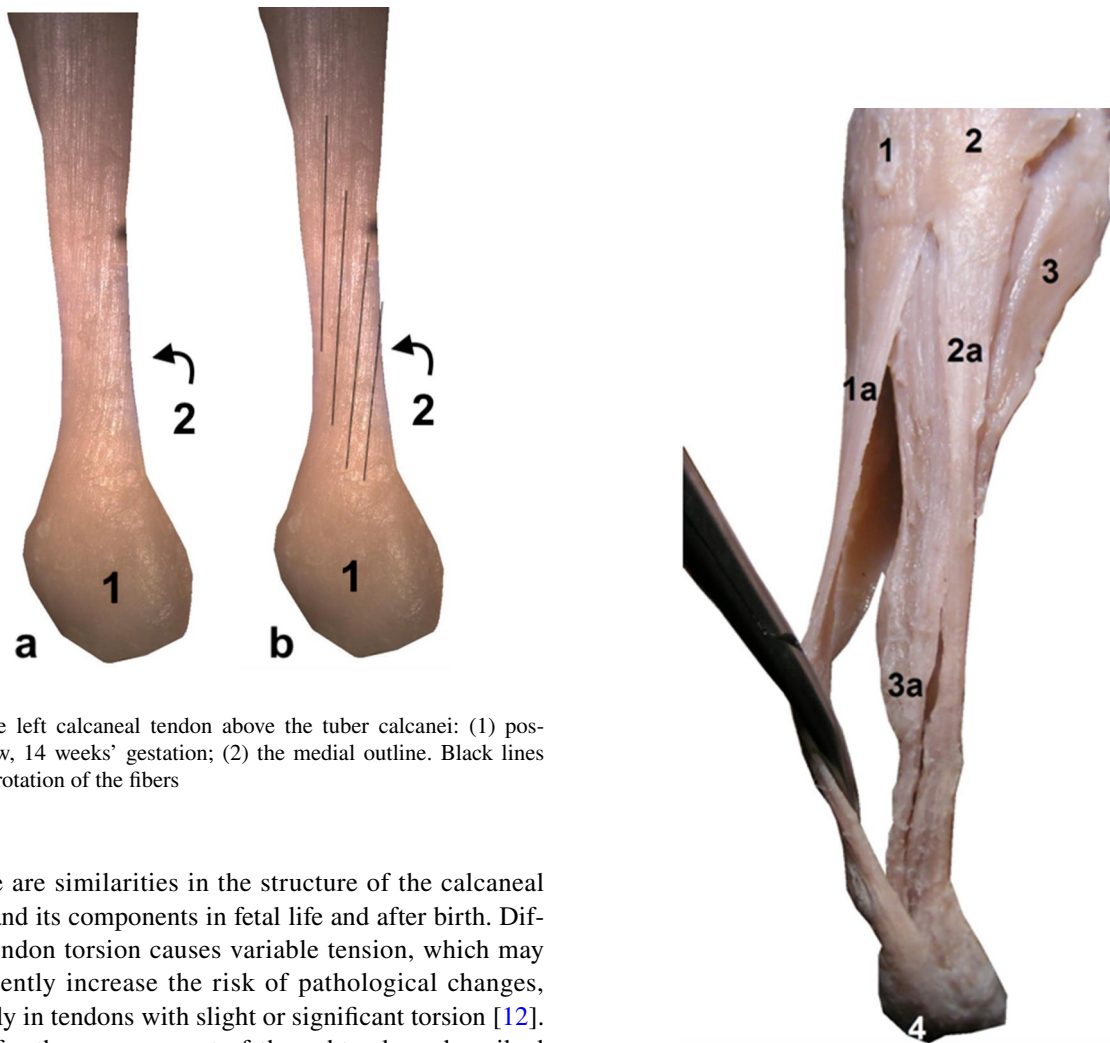 2
2
1
1
a
b
e left calcaneal tendon above the tuber calcanei: (1) pos-
w, 14 weeks' gestation; (2) the medial outline. Black lines
rotation of the fibers
e are similarities in the structure of the calcaneal
and its components in fetal life and after birth. Dif-
endon torsion causes variable tension, which may
ently increase the risk of pathological changes,
ly in tendons with slight or significant torsion [12].
1
2
3
2a
1a
3a
4